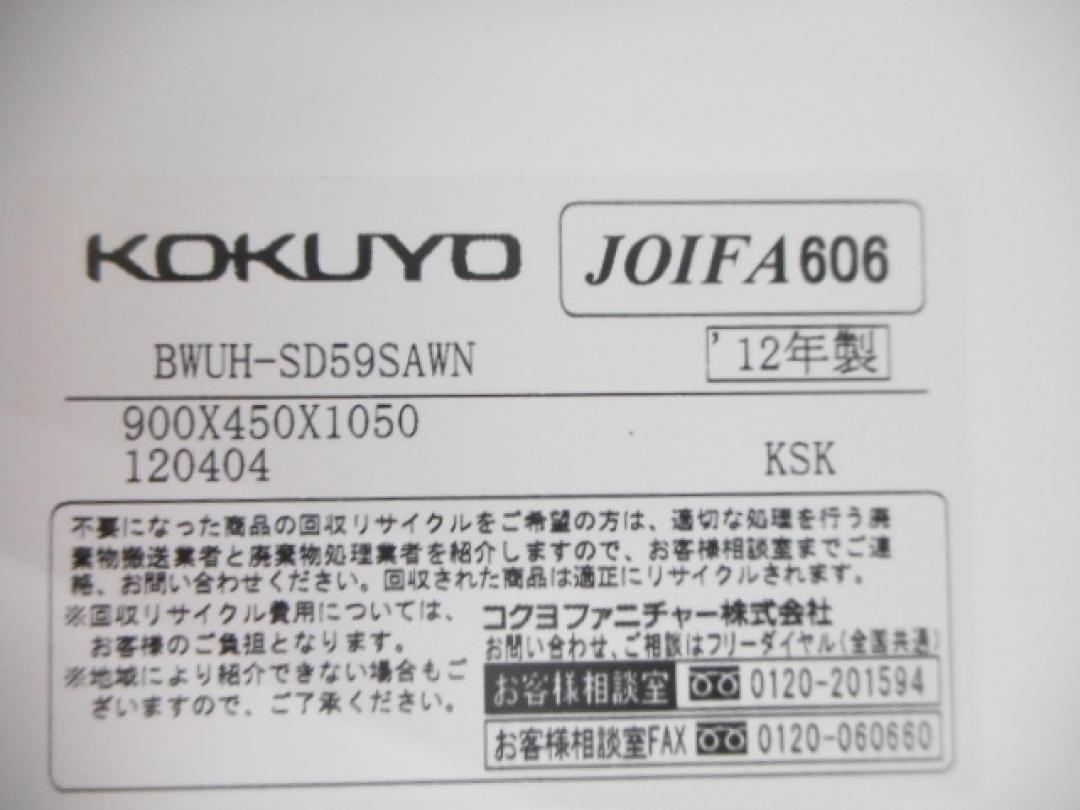 KOKUYO
JOIFA606
BWUH-SD59SAWN
'12年製
900X450X1050
120404
KSK
不要になった商品の回収リサイクルをご希望の方は、適切な処理を行う廃
棄物搬送業者と廃棄物処理業者を紹介しますので、お客様相談室までご連
絡、お問い合わせください。回収された商品は適正にリサイクルされます。
※回収リサイクル費用については、
お客様のご負担となります。
※地域により紹介できない場合もご
ざいますので、ご了承ください。
コクヨファニチャー株式会社
お問い合わせ、ご相談はフリーダイヤル(全国共通)
お客様相談室 0120-201594
お客様相談室FAX 0120-060660